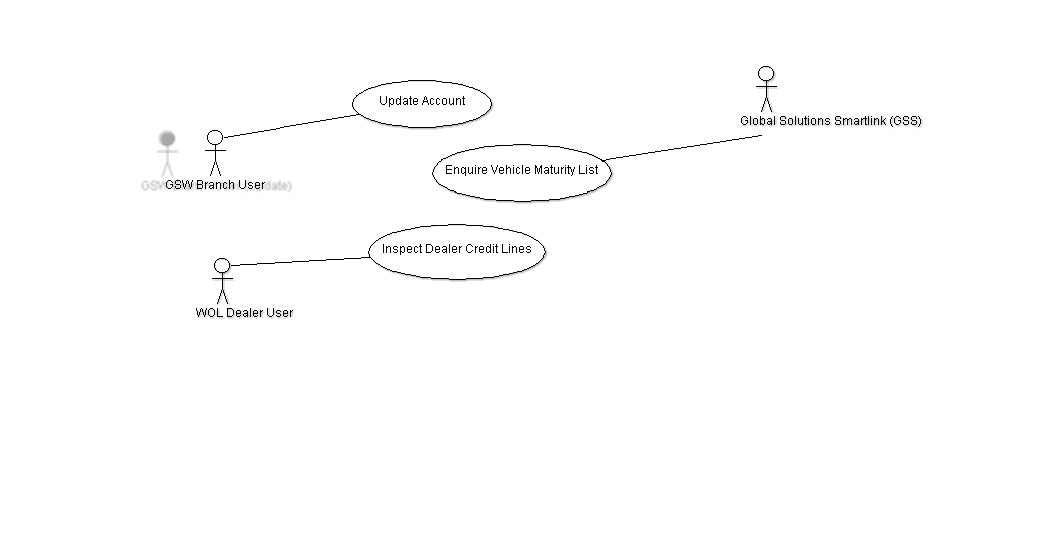 Update Account
Global Solutions Smartlink (GSS)
Enquire Vehicle Maturity List
GSW Branch User
Inspect Dealer Credit Lines
WOL Dealer User